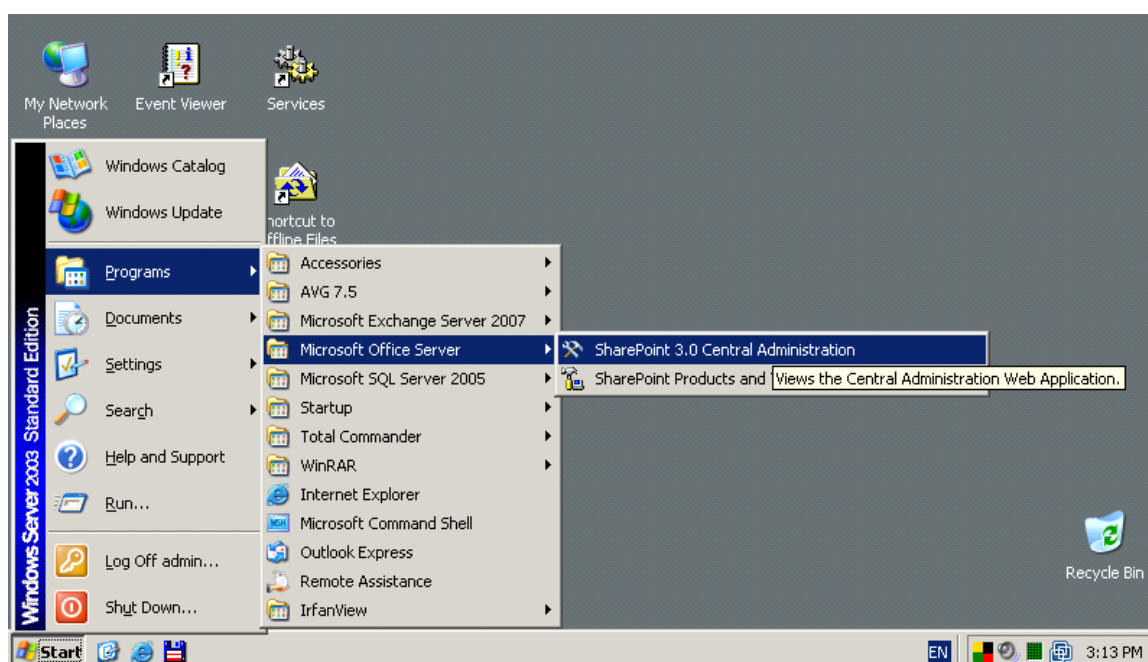 My Network
Places
Event Viewer
Services
hortcut to
ffline Files
Windows Catalog
Windows Update
Programs
Documents
Settings
Search
Help and Support
Run...
Log Off admin...
Shut Down...
Windows Server 2003 Standard Edition
Accessories
AVG 7.5
Microsoft Exchange Server 2007
Microsoft Office Server
Microsoft SQL Server 2005
Startup
Total Commander
WinRAR
Internet Explorer
Microsoft Command Shell
Outlook Express
Remote Assistance
IrfanView
SharePoint 3.0 Central Administration
SharePoint Products and
Views the Central Administration Web Application.
Recycle Bin
Start
EN
3:13 PM